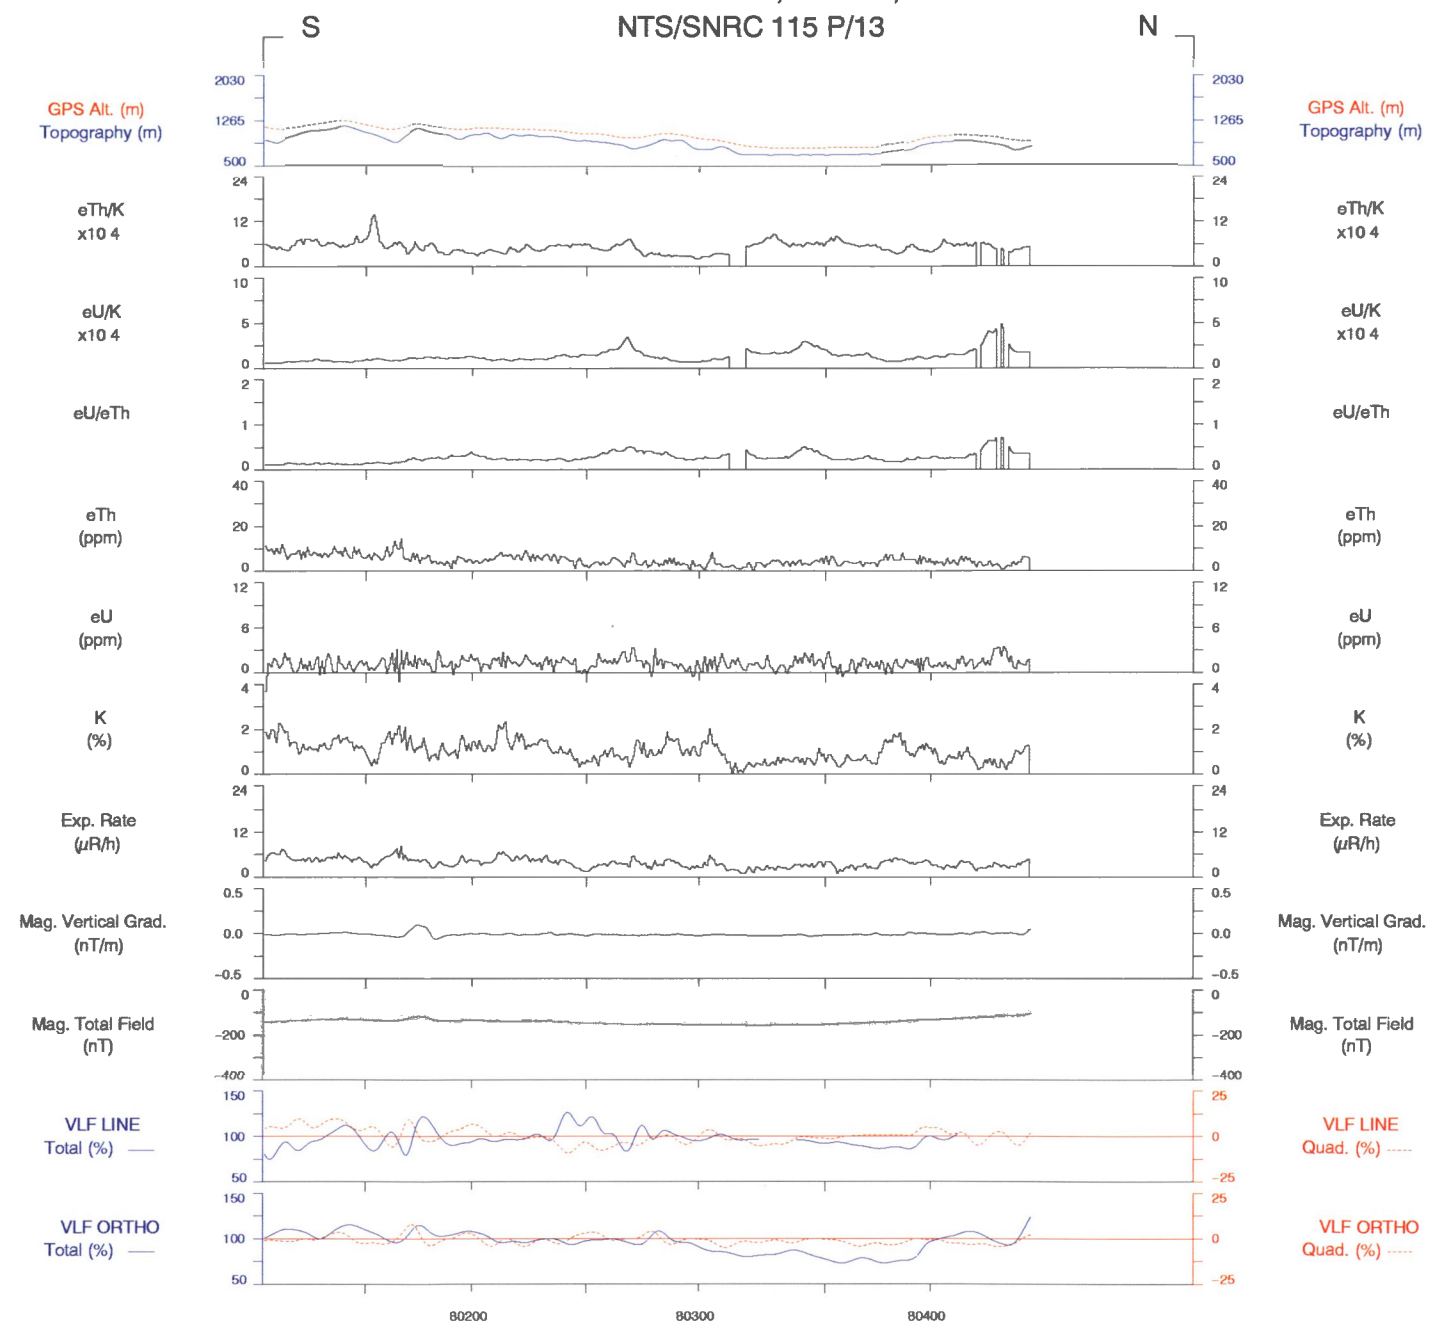 S NTS/SNRC 115 P/13 N
GPS Alt. (m)
Topography (m)
2030
1265
500
2030
1265
500
GPS Alt. (m)
Topography (m)
eTh/K
x10 4
24
12
0
24
12
0
eTh/K
x10 4
eU/K
x10 4
10
5
0
10
5
0
eU/K
x10 4
eU/eTh
2
1
0
2
1
0
eU/eTh
eTh
(ppm)
40
20
0
40
20
0
eTh
(ppm)
eU
(ppm)
12
6
0
12
6
0
eU
(ppm)
K
(%)
4
2
0
4
2
0
K
(%)
Exp. Rate
(μR/h)
24
12
0
24
12
0
Exp. Rate
(μR/h)
Mag. Vertical Grad.
(nT/m)
0.5
0.0
-0.5
0.5
0.0
-0.5
Mag. Vertical Grad.
(nT/m)
Mag. Total Field
(nT)
0
-200
-400
0
-200
-400
Mag. Total Field
(nT)
VLF LINE
Total (%)
150
100
50
25
0
-25
VLF LINE
Quad. (%)
VLF ORTHO
Total (%)
150
100
50
25
0
-25
VLF ORTHO
Quad. (%)
80200 80300 80400